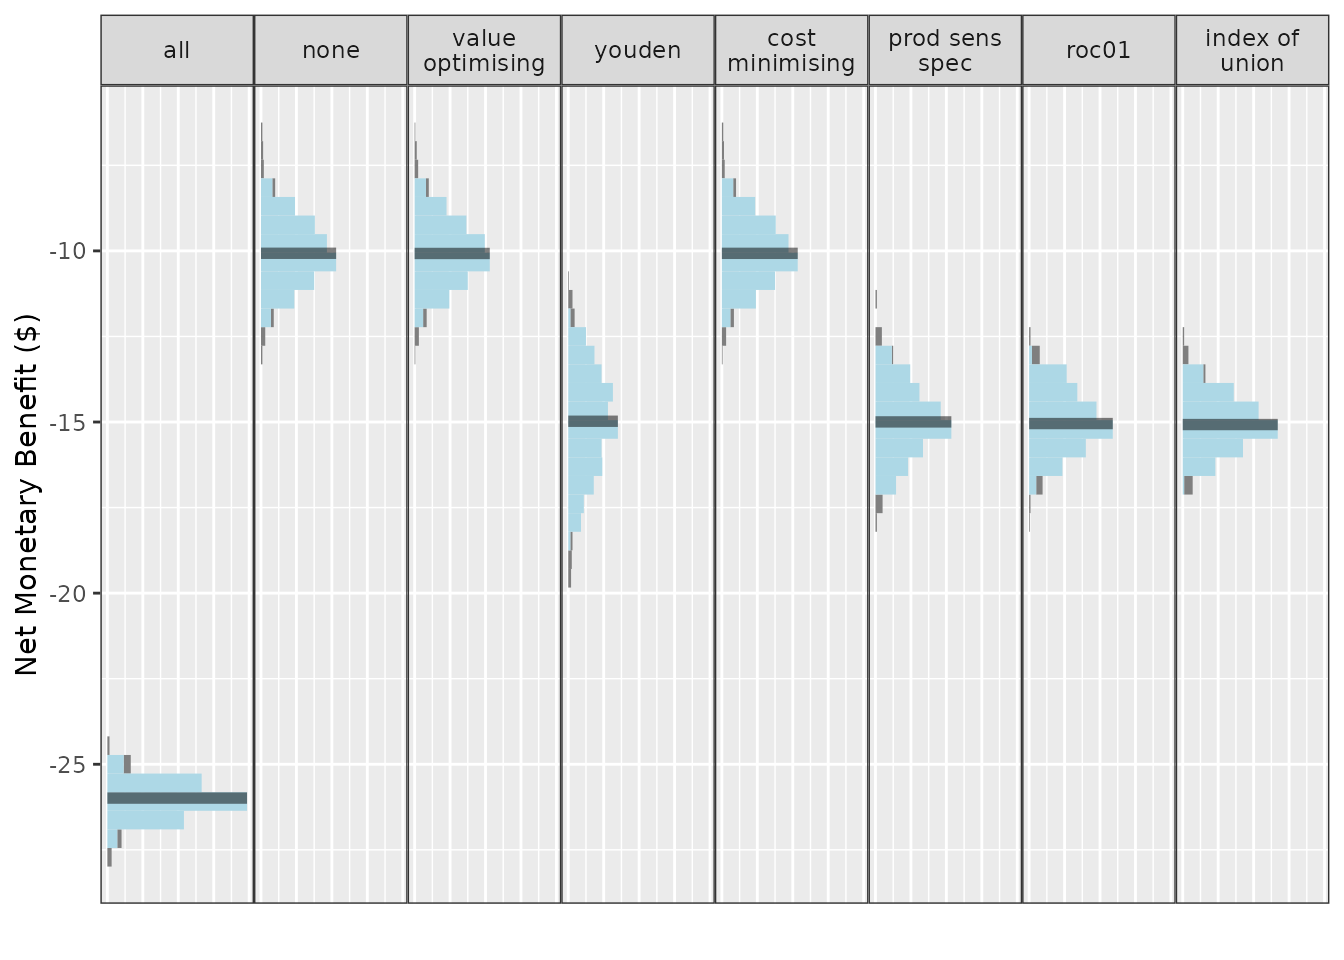 all
none
value
optimising
youden
cost
minimising
prod sens
spec
roc01
index of
union
Net Monetary Benefit ($)
-10
-15
-20
-25